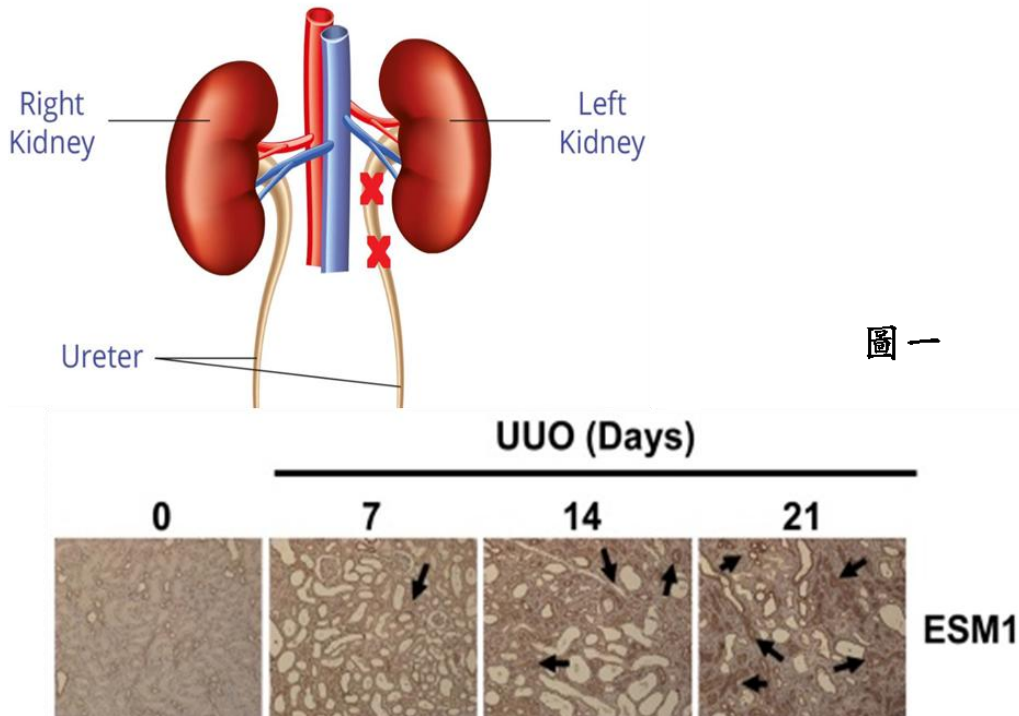 Right
Kidney
Left
Kidney
Ureter
圖一
UUO (Days)
0 7 14 21
ESM1